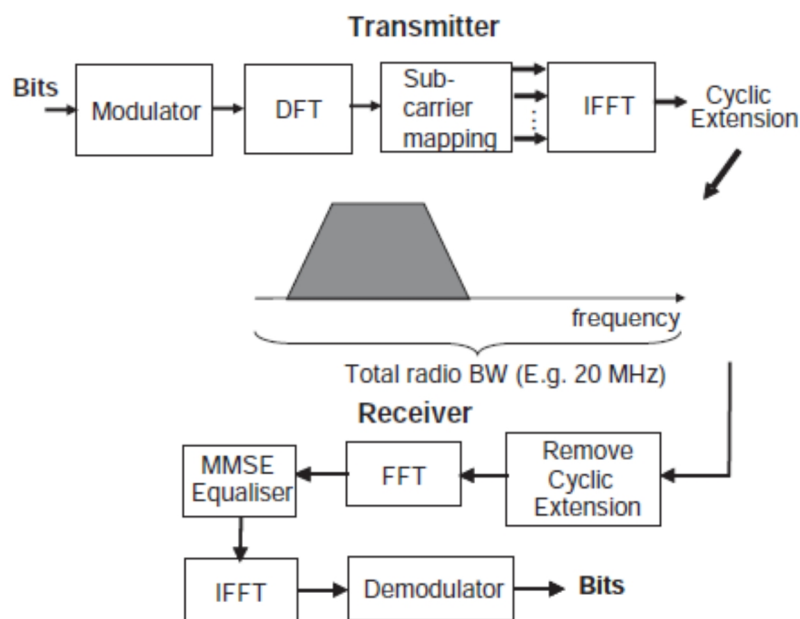 Transmitter
Bits
Modulator
DFT
Sub-
carrier
mapping
IFFT
Cyclic
Extension
frequency
Total radio BW (E.g. 20 MHz)
Receiver
MMSE
Equaliser
FFT
Remove
Cyclic
Extension
IFFT
Demodulator
Bits